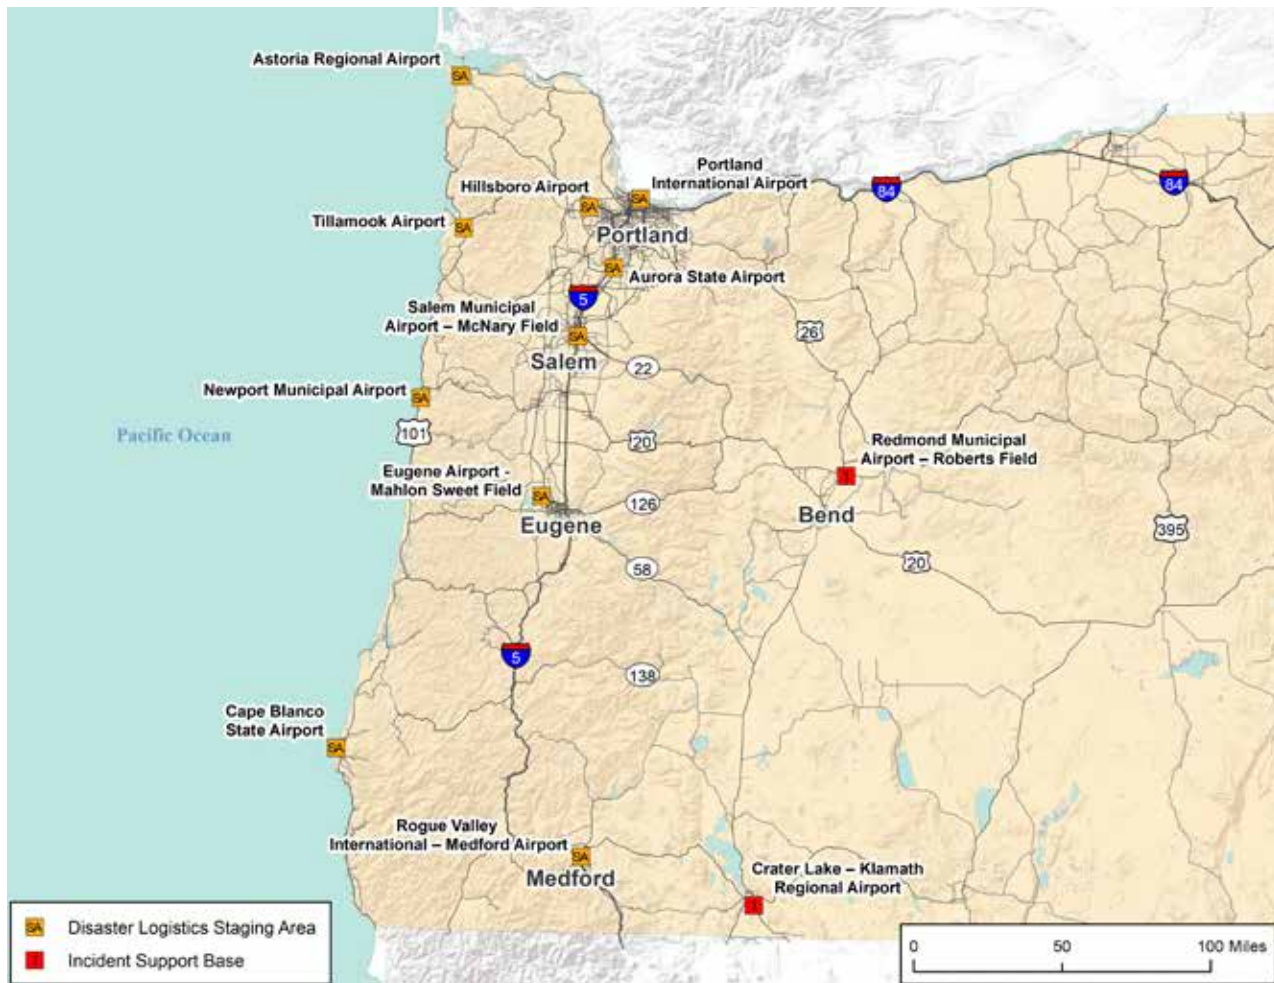 Astoria Regional Airport
SA
Portland
International Airport
Hillsboro Airport
SA
SA
84
84
Tillamook Airport
SA
Portland
SA
Aurora State Airport
5
Salem Municipal
Airport – McNary Field
SA
Salem
26
22
Newport Municipal Airport
SA
101
Pacific Ocean
20
Redmond Municipal
Airport – Roberts Field
I
Eugene Airport -
Mahlon Sweet Field
SA
Eugene
126
Bend
395
58
20
5
138
Cape Blanco
State Airport
SA
Rogue Valley
International – Medford Airport
SA
Medford
Crater Lake – Klamath
Regional Airport
I
SA Disaster Logistics Staging Area
I Incident Support Base
0 50 100 Miles